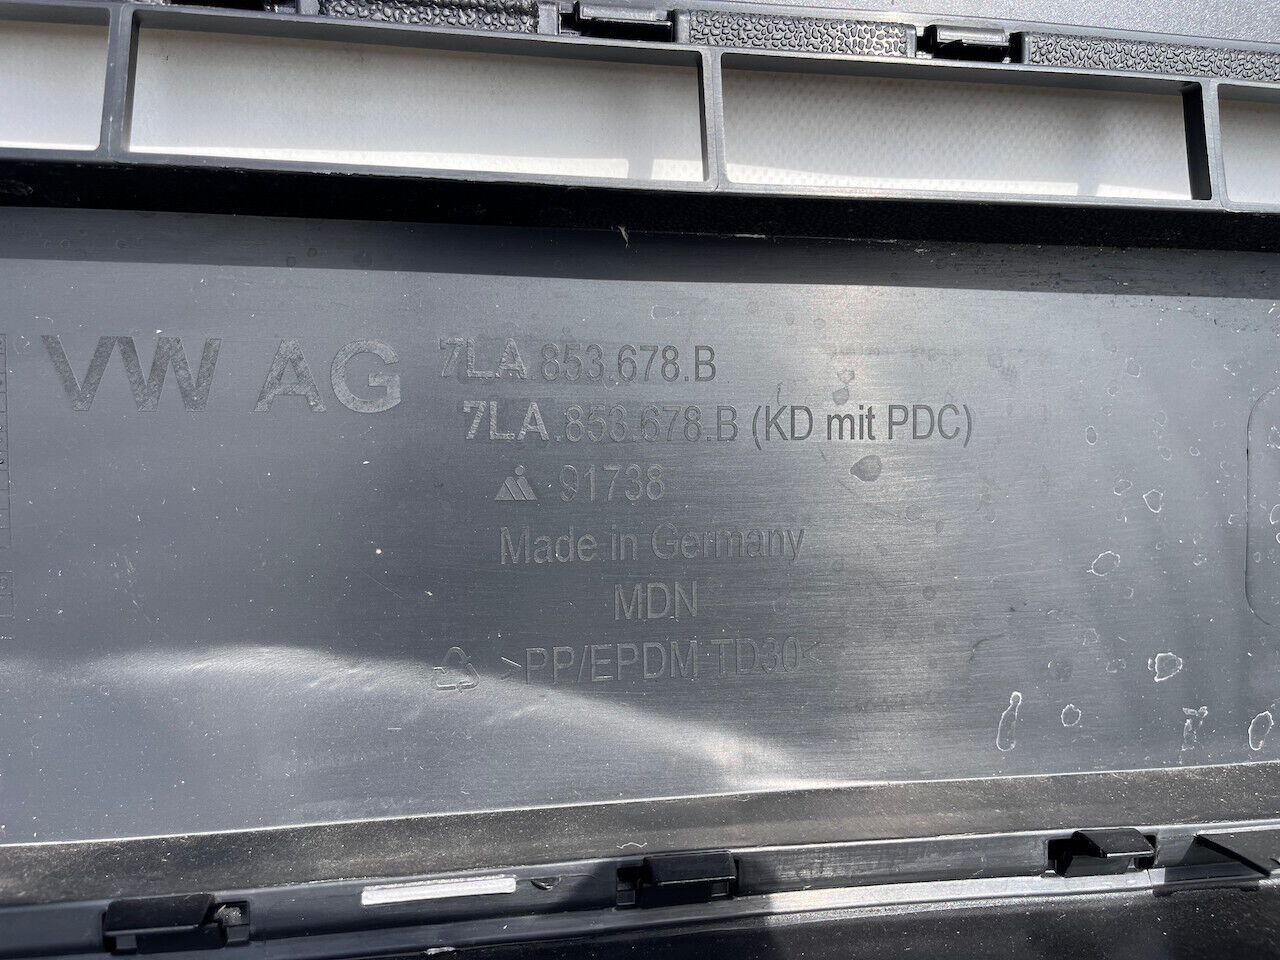 VW AG 7LA.853.678.B
7LA.853.678.B (KD mit PDC)
91738
Made in Germany
MDN
>PP/EPDM TD30<